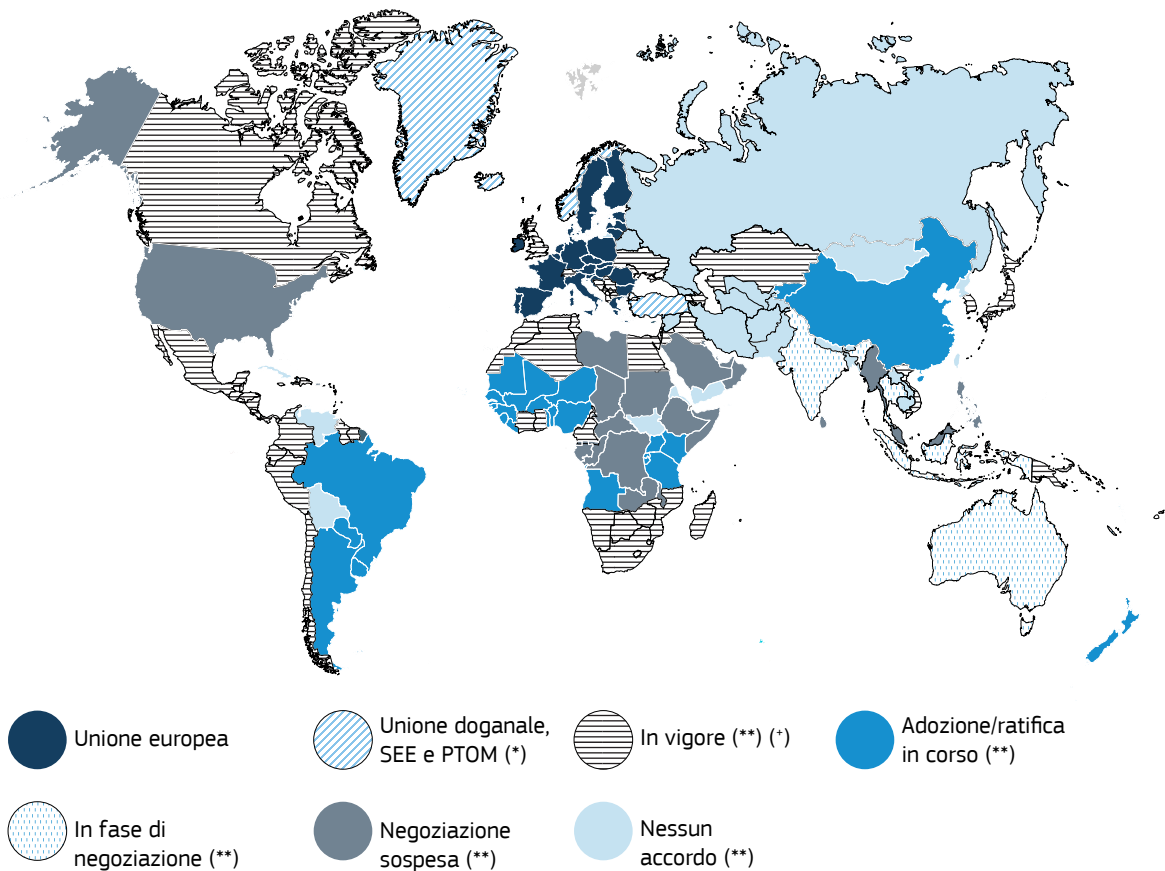 Unione europea
Unione doganale,
SEE e PTOM (*)
In vigore (**) (⁺)
Adozione/ratifica
in corso (**)
In fase di
negoziazione (**)
Negoziazione
sospesa (**)
Nessun
accordo (**)